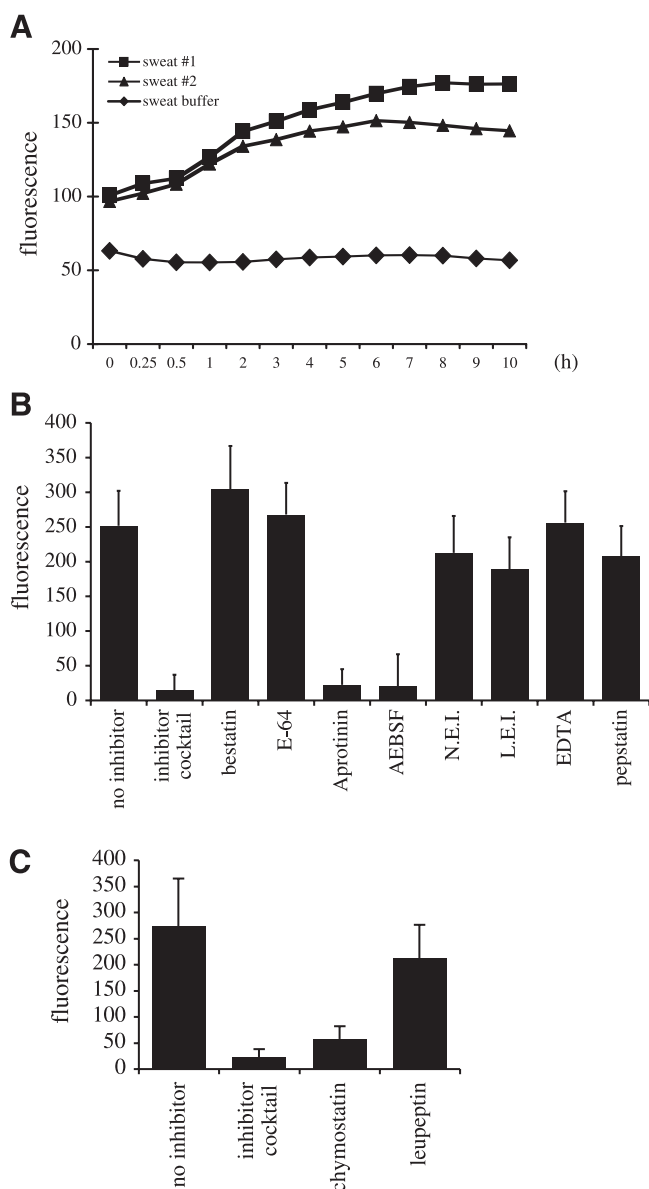 A
200
150
100
50
0
fluorescence
sweat #1
sweat #2
sweat buffer
0 0.25 0.5 1 2 3 4 5 6 7 8 9 10 (h)
B
400
350
300
250
200
150
100
50
0
fluorescence
no inhibitor
inhibitor
cocktail
bestatin
E-64
Aprotinin
AEBSF
N.E.I.
L.E.I.
EDTA
pepstatin
C
400
350
300
250
200
150
100
50
0
fluorescence
no inhibitor
inhibitor
cocktail
chymostatin
leupeptin